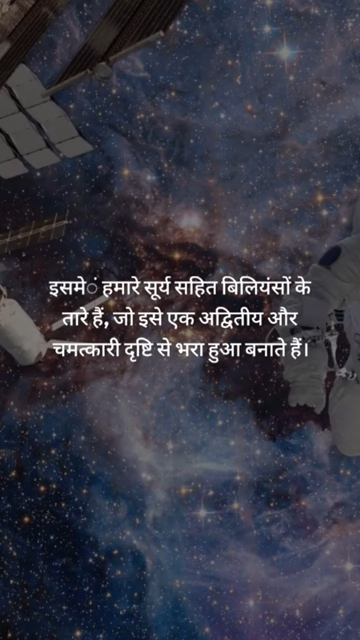 इसमे​ं हमारे सूर्य सहित बिलियंसों के
तारे हैं, जो इसे एक अद्वितीय और
चमत्कारी दृष्टि से भरा हुआ बनाते हैं।